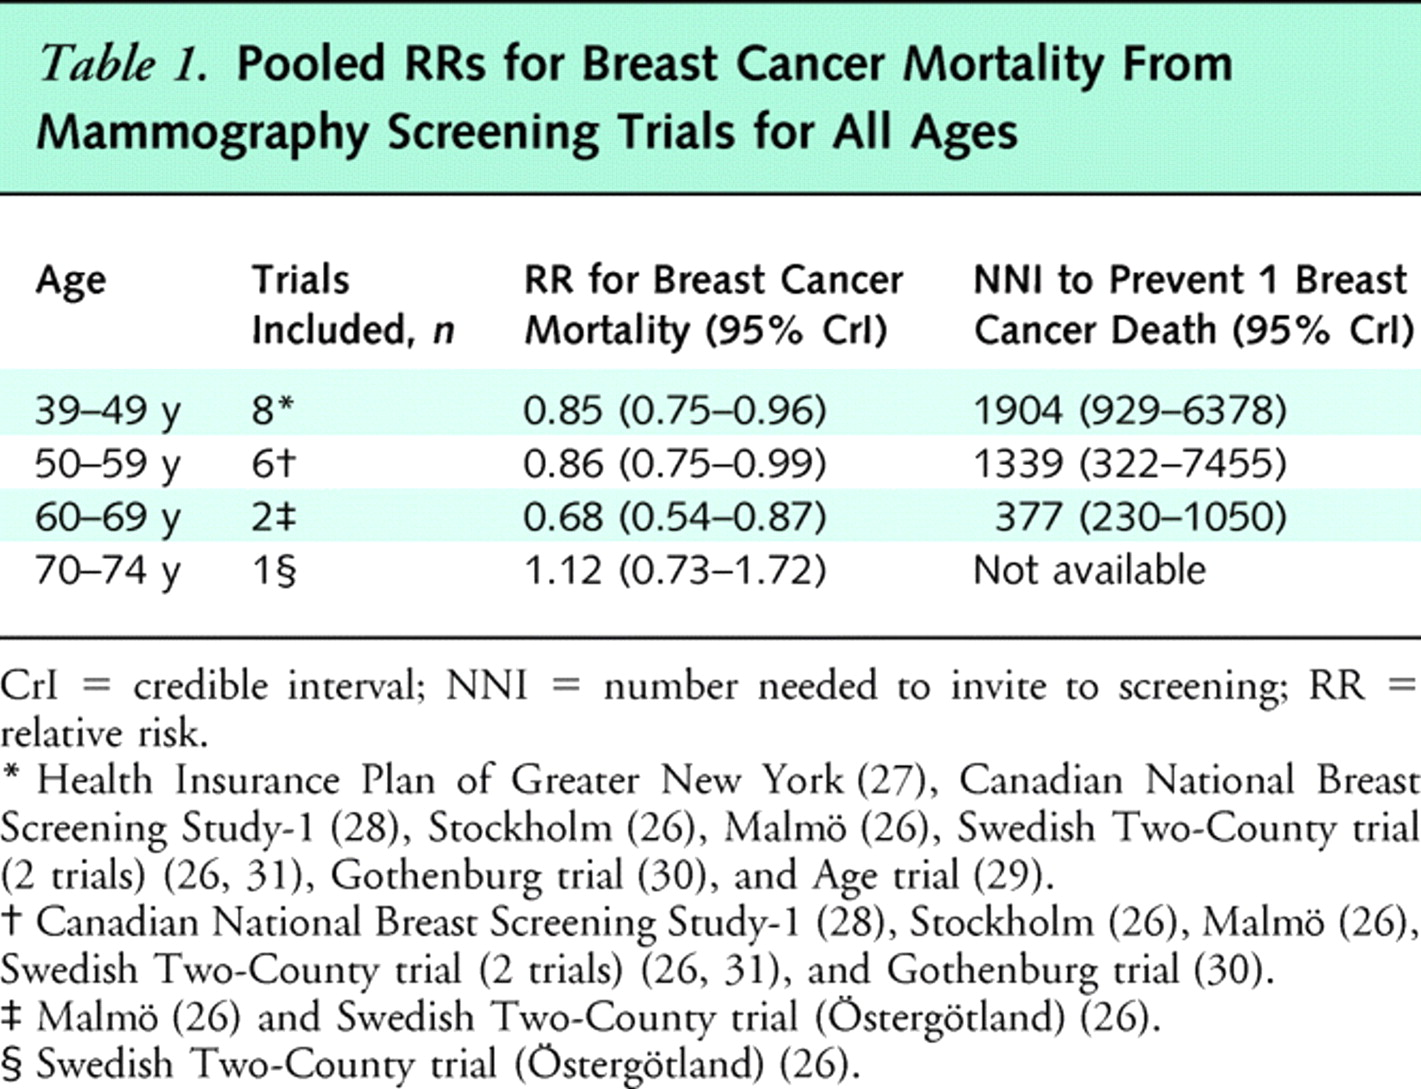 Table 1. Pooled RRs for Breast Cancer Mortality From
Mammography Screening Trials for All Ages
Age Trials Included, n RR for Breast Cancer Mortality (95% CrI) NNI to Prevent 1 Breast Cancer Death (95% CrI)
39–49 y 8* 0.85 (0.75–0.96) 1904 (929–6378)
50–59 y 6† 0.86 (0.75–0.99) 1339 (322–7455)
60–69 y 2‡ 0.68 (0.54–0.87) 377 (230–1050)
70–74 y 1§ 1.12 (0.73–1.72) Not available
CrI = credible interval; NNI = number needed to invite to screening; RR =
relative risk.
* Health Insurance Plan of Greater New York (27), Canadian National Breast
Screening Study-1 (28), Stockholm (26), Malmö (26), Swedish Two-County trial
(2 trials) (26, 31), Gothenburg trial (30), and Age trial (29).
† Canadian National Breast Screening Study-1 (28), Stockholm (26), Malmö (26),
Swedish Two-County trial (2 trials) (26, 31), and Gothenburg trial (30).
‡ Malmö (26) and Swedish Two-County trial (Östergötland) (26).
§ Swedish Two-County trial (Östergötland) (26).